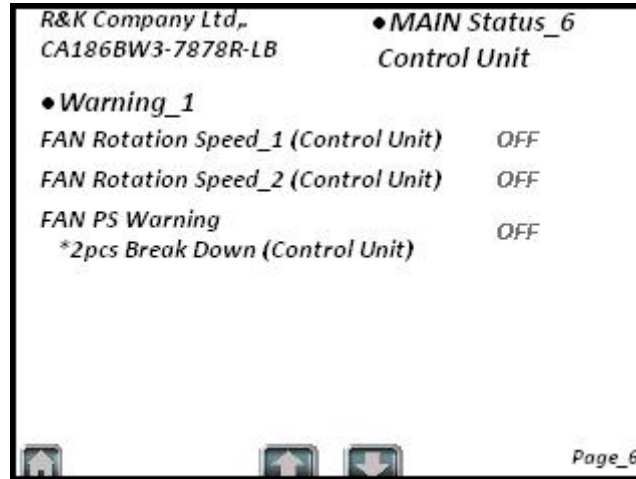 R&K Company Ltd,.
●MAIN Status_6
CA186BW3-7878R-LB
Control Unit
●Warning_1
FAN Rotation Speed_1 (Control Unit) OFF
FAN Rotation Speed_2 (Control Unit) OFF
FAN PS Warning
*2pcs Break Down (Control Unit) OFF
Page_6